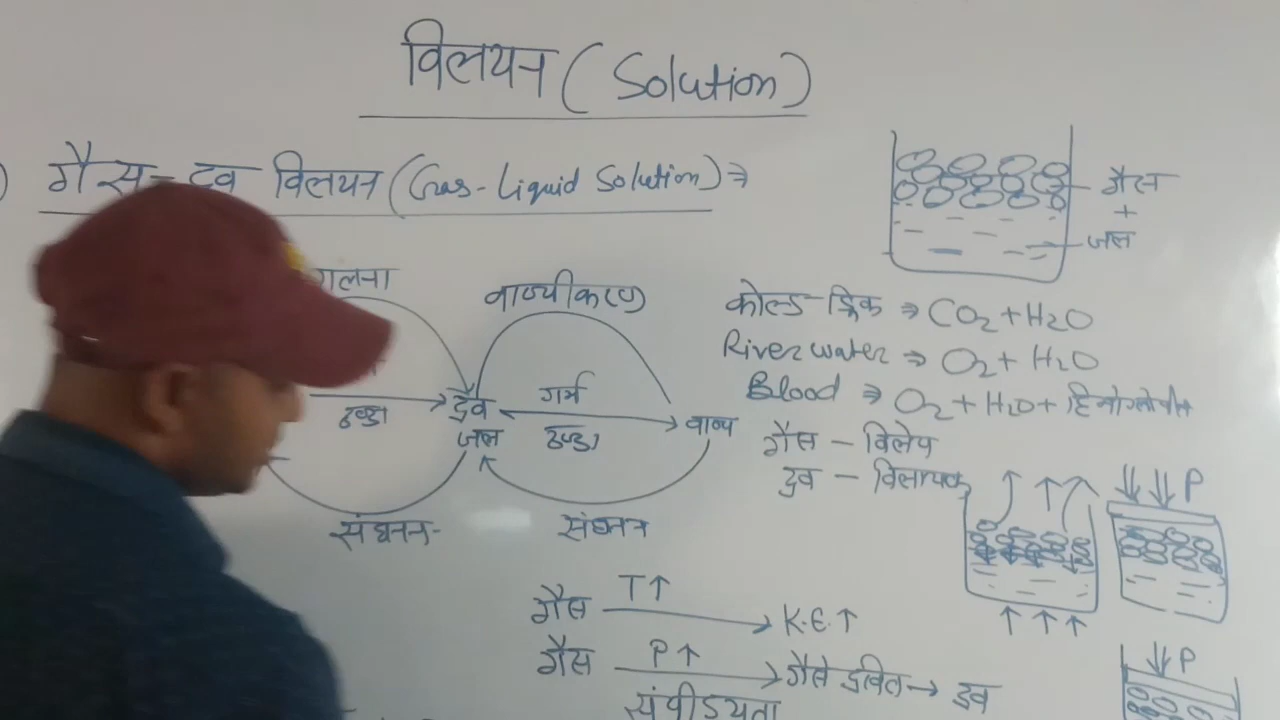 विलयन (Solution)
गैस-द्रव विलयन (Gas-Liquid Solution) ⇒
गैस
+
जल
गलना
वाष्पीकरण
कोल्ड-ड्रिंक ⇒ CO2 + H2O
River water ⇒ O2 + H2O
Blood ⇒ O2 + H2O + हिमोग्लोबिन
ठण्डा
द्रव
जल
गर्म
ठण्डा
वाष्प
गैस - विलेय
द्रव - विलायक
P
संघनन
संघनन
गैस T↑ → K.E.↑
गैस P↑ → गैसे द्रवित → द्रव
संपीड्यता
P